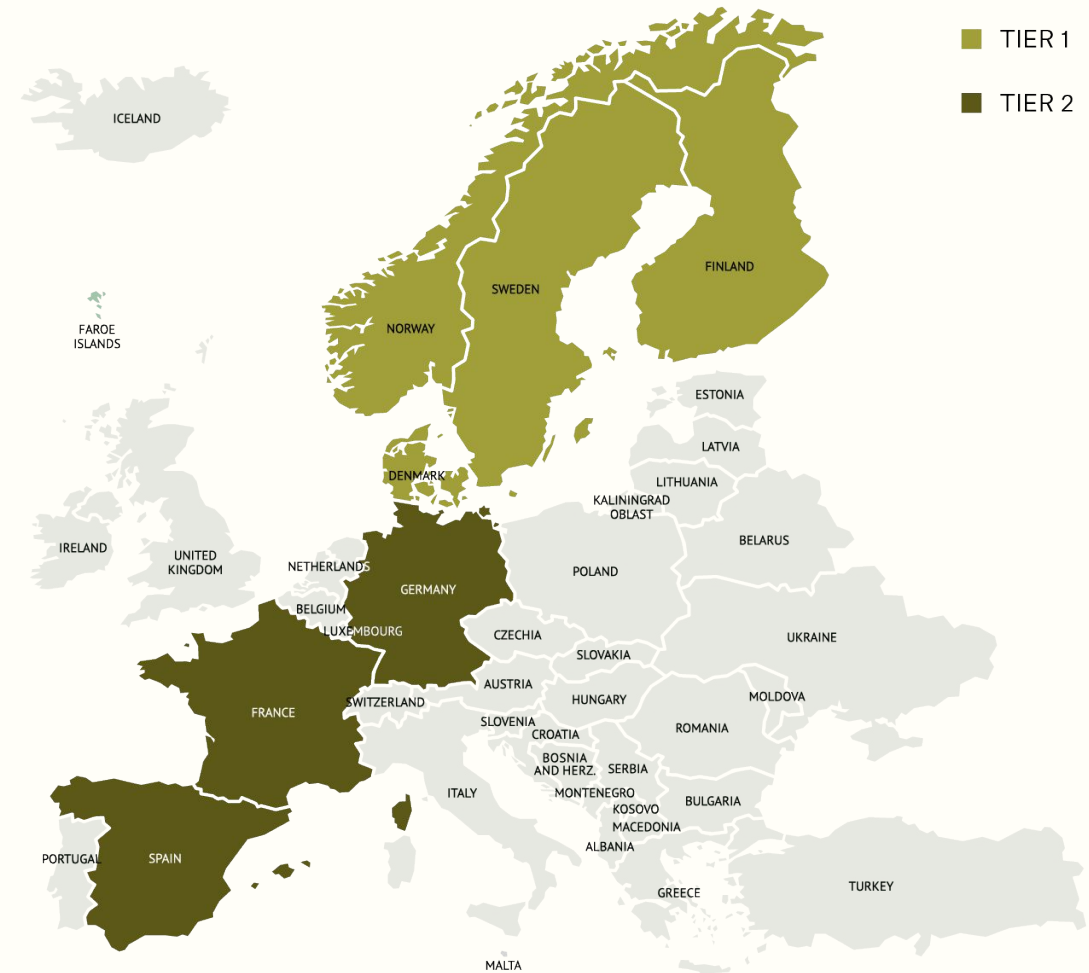 TIER 1
TIER 2
ICELAND
FAROE
ISLANDS
NORWAY
SWEDEN
FINLAND
DENMARK
ESTONIA
LATVIA
LITHUANIA
KALININGRAD
OBLAST
BELARUS
IRELAND
UNITED
KINGDOM
NETHERLANDS
BELGIUM
LUXEMBOURG
GERMANY
POLAND
CZECHIA
SLOVAKIA
UKRAINE
FRANCE
SWITZERLAND
AUSTRIA
HUNGARY
MOLDOVA
SLOVENIA
CROATIA
ROMANIA
BOSNIA
AND HERZ.
SERBIA
ITALY
MONTENEGRO
KOSOVO
BULGARIA
MACEDONIA
ALBANIA
PORTUGAL
SPAIN
GREECE
TURKEY
MALTA